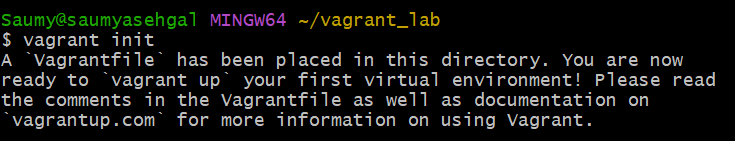 Saumy@saumyasehgal MINGW64 ~/vagrant_lab
$ vagrant init
A `Vagrantfile` has been placed in this directory. You are now
ready to `vagrant up` your first virtual environment! Please read
the comments in the Vagrantfile as well as documentation on
`vagrantup.com` for more information on using Vagrant.